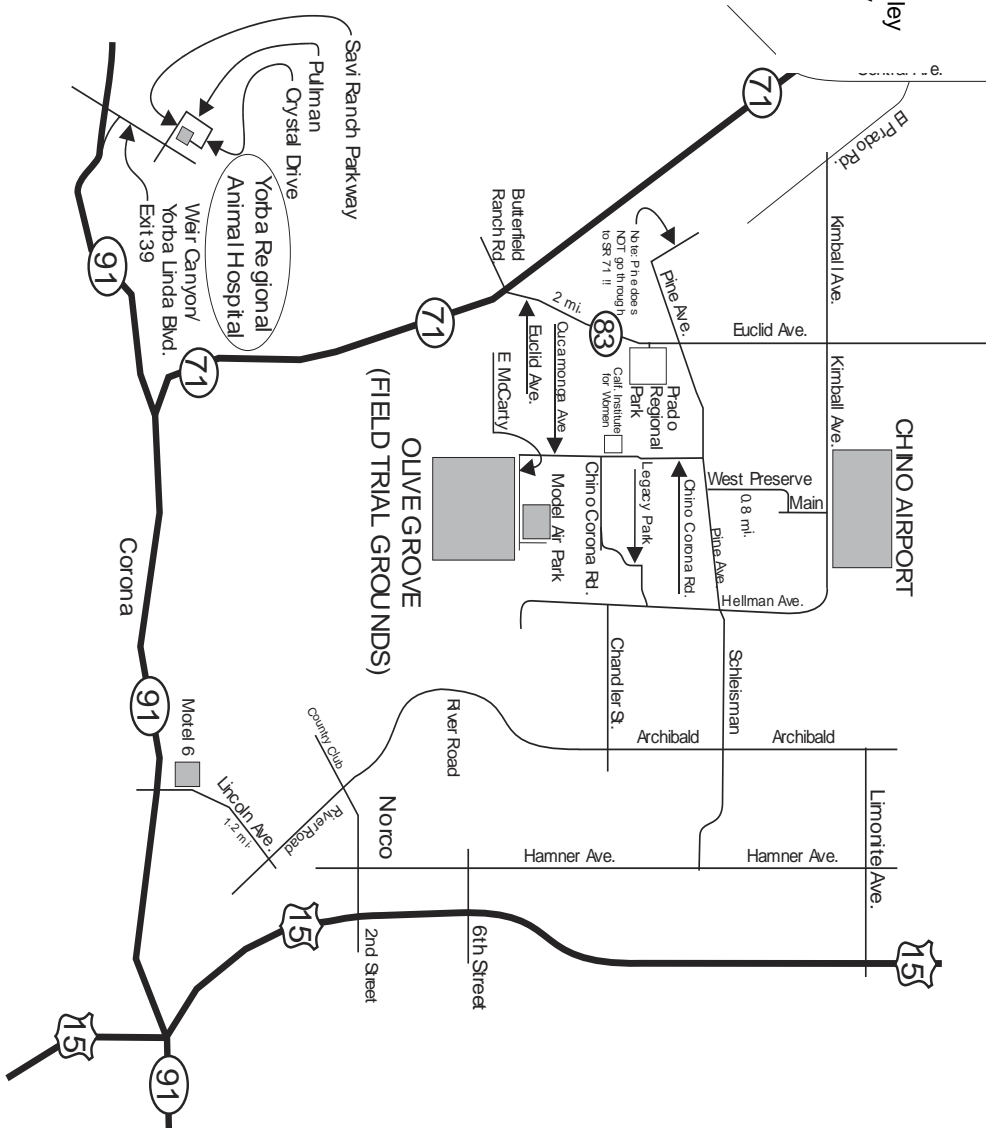 ley
Central Ave.
El Prado Rd.
71
Kimball Ave.
Kimball Ave.
CHINO AIRPORT
Euclid Ave.
Pine Ave.
Note: Pine does
NOT go through
to SR 71 !!
Butterfield
Ranch Rd
2 mi.
83
Euclid Ave.
Cucamonga Ave
E McCarty
Prado
Regional
Park
Calif. Institute
for Women
West Preserve
Main
0.8 mi.
Pine Ave
Chino Corona Rd.
Legacy Park
Chino Corona Rd.
Model Air Park
OLIVE GROVE
(FIELD TRIAL GROUNDS)
Hellman Ave.
Savi Ranch Parkway
Pullman
Crystal Drive
Yorba Regional
Animal Hospital
Weir Canyon/
Yorba Linda Blvd.
Exit 39
91
71
71
Corona
91
Motel 6
Lincoln Ave.
1.2 mi.
Country Club
River Road
River Road
Norco
Chandler St.
Schleisman
Archibald
Archibald
Limonite Ave.
Hamner Ave.
Hamner Ave.
2nd Street
6th Street
15
15
15
91